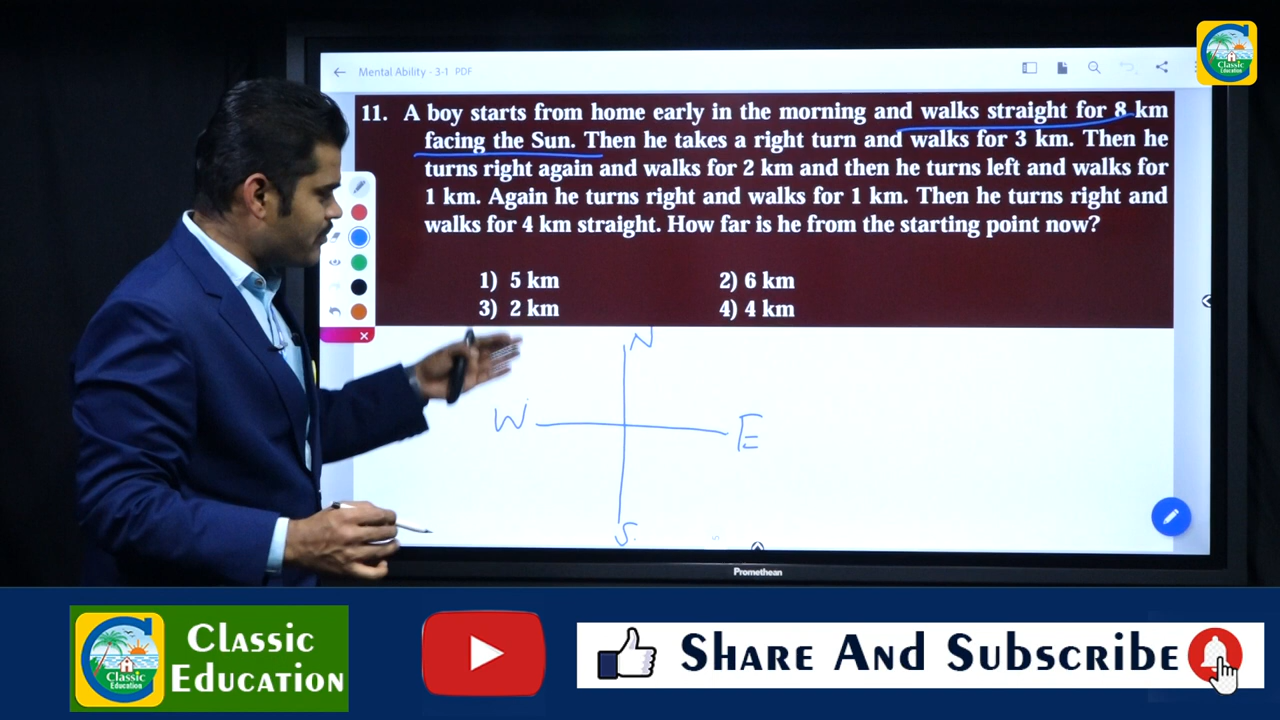 Classic
Education
Mental Ability - 3-1 PDF
11. A boy starts from home early in the morning and walks straight for 8 km
facing the Sun. Then he takes a right turn and walks for 3 km. Then he
turns right again and walks for 2 km and then he turns left and walks for
1 km. Again he turns right and walks for 1 km. Then he turns right and
walks for 4 km straight. How far is he from the starting point now?
1) 5 km 2) 6 km
3) 2 km 4) 4 km
N
W E
S
Promethean
Classic
Education
Classic
Education
Share And Subscribe